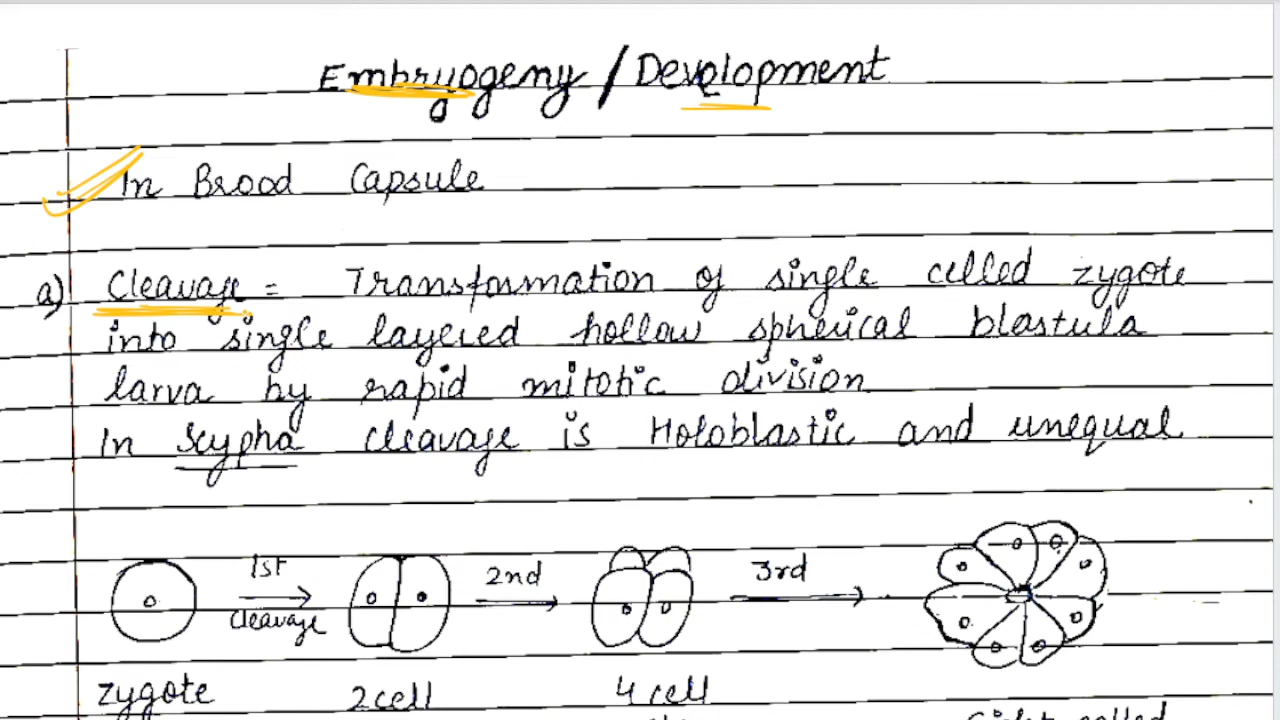 Embryogeny / Development
In Brood Capsule
a) Cleavage = Transformation of single celled zygote
into single layered hollow spherical blastula
larva by rapid mitotic division
In Scypha cleavage is Holoblastic and unequal
1st
cleavage
2nd
3rd
zygote 2 cell 4 cell